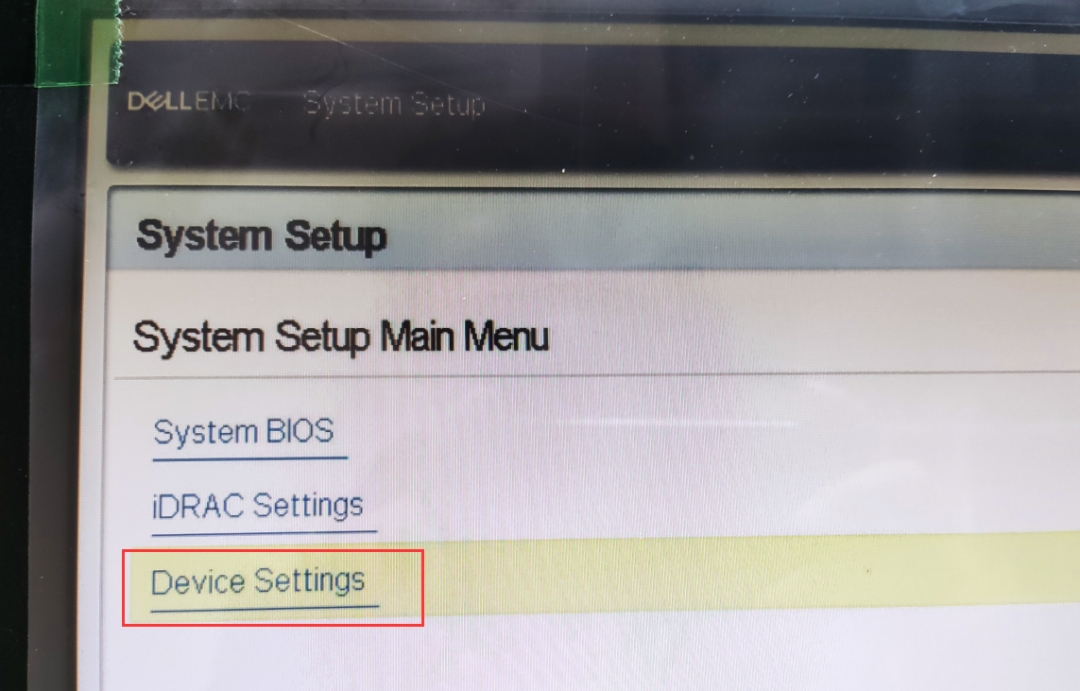 DELLEMC System Setup
System Setup
System Setup Main Menu
System BIOS
iDRAC Settings
Device Settings